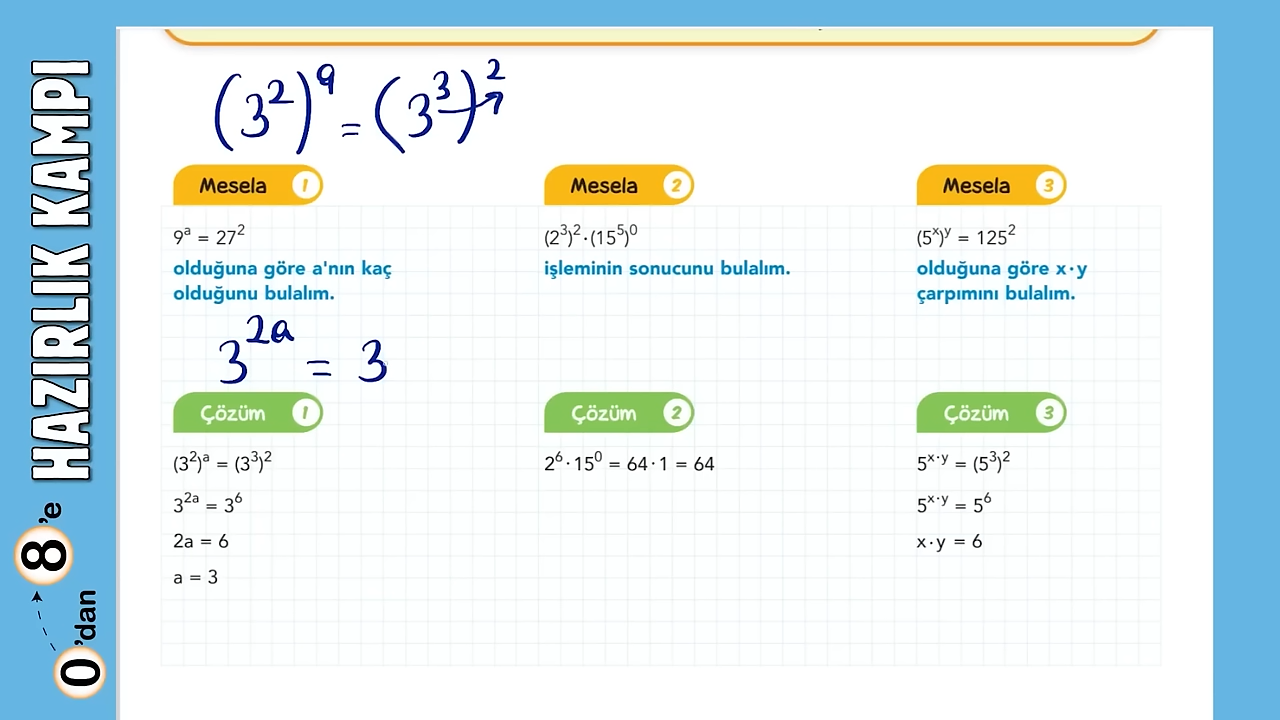 0'dan 8'e HAZIRLIK KAMPI
(3²)ᵃ = (3³)²
Mesela 1
9ᵃ = 27²
olduğuna göre a'nın kaç
olduğunu bulalım.
3²ᵃ = 3
Çözüm 1
(3²)ᵃ = (3³)²
3²ᵃ = 3⁶
2a = 6
a = 3
Mesela 2
(2³)²·(15⁵)⁰
işleminin sonucunu bulalım.
Çözüm 2
2⁶·15⁰ = 64·1 = 64
Mesela 3
(5ˣ)ʸ = 125²
olduğuna göre x·y
çarpımını bulalım.
Çözüm 3
5ˣ·ʸ = (5³)²
5ˣ·ʸ = 5⁶
x·y = 6